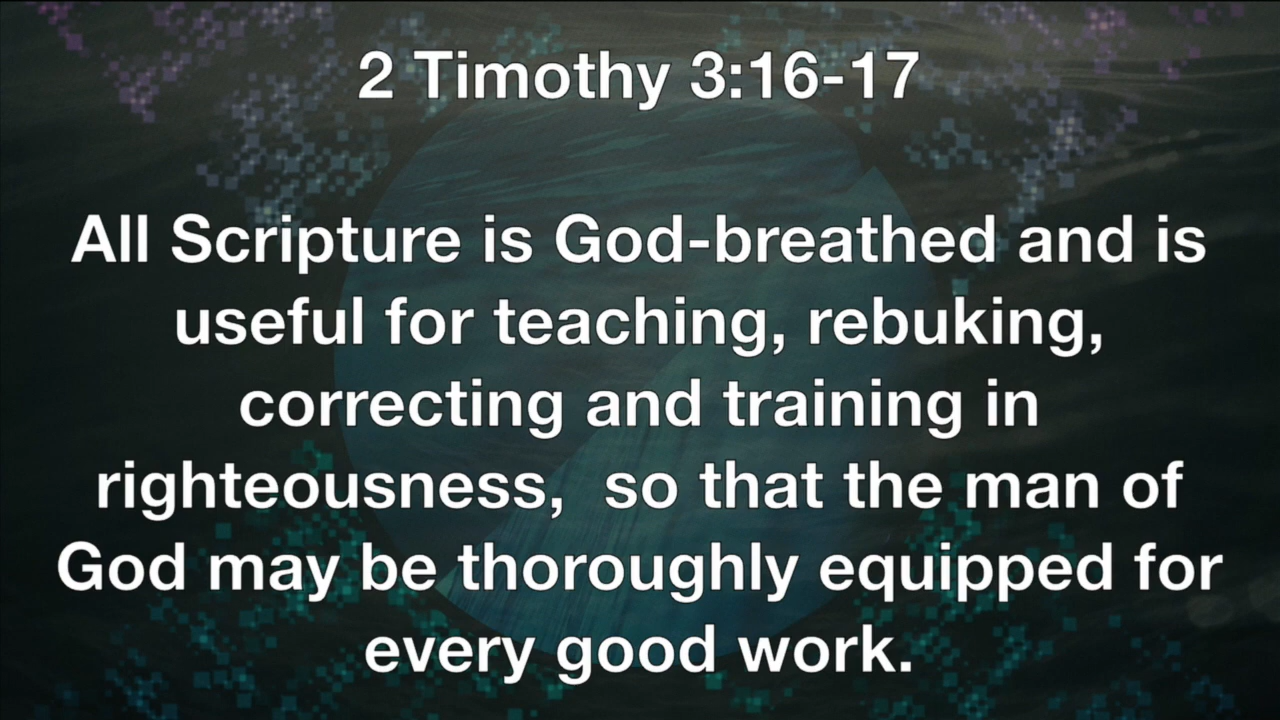 2 Timothy 3:16-17
All Scripture is God-breathed and is
useful for teaching, rebuking,
correcting and training in
righteousness,  so that the man of
God may be thoroughly equipped for
every good work.